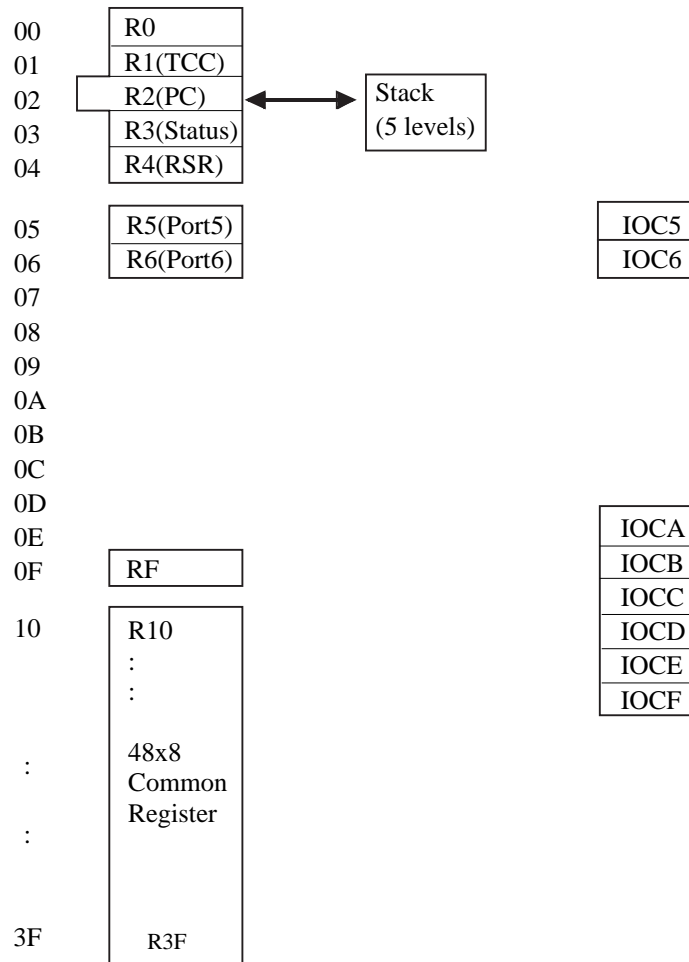 00 R0
01 R1(TCC)
02 R2(PC) Stack
(5 levels)
03 R3(Status)
04 R4(RSR)
05 R5(Port5) IOC5
06 R6(Port6) IOC6
07
08
09
0A
0B
0C
0D
0E IOCA
0F RF IOCB
IOCC
10 R10 IOCD
: IOCE
: IOCF
48x8
: Common
Register
:
3F R3F